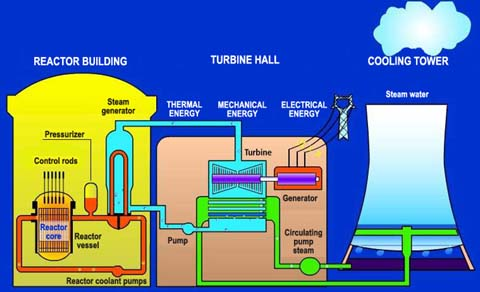 REACTOR BUILDING
TURBINE HALL
COOLING TOWER
Steam
generator
THERMAL
ENERGY
MECHANICAL
ENERGY
ELECTRICAL
ENERGY
Steam water
Pressurizer
Control rods
Turbine
Generator
Reactor
core
Reactor
vessel
Pump
Circulating
pump
steam
Reactor coolant pumps